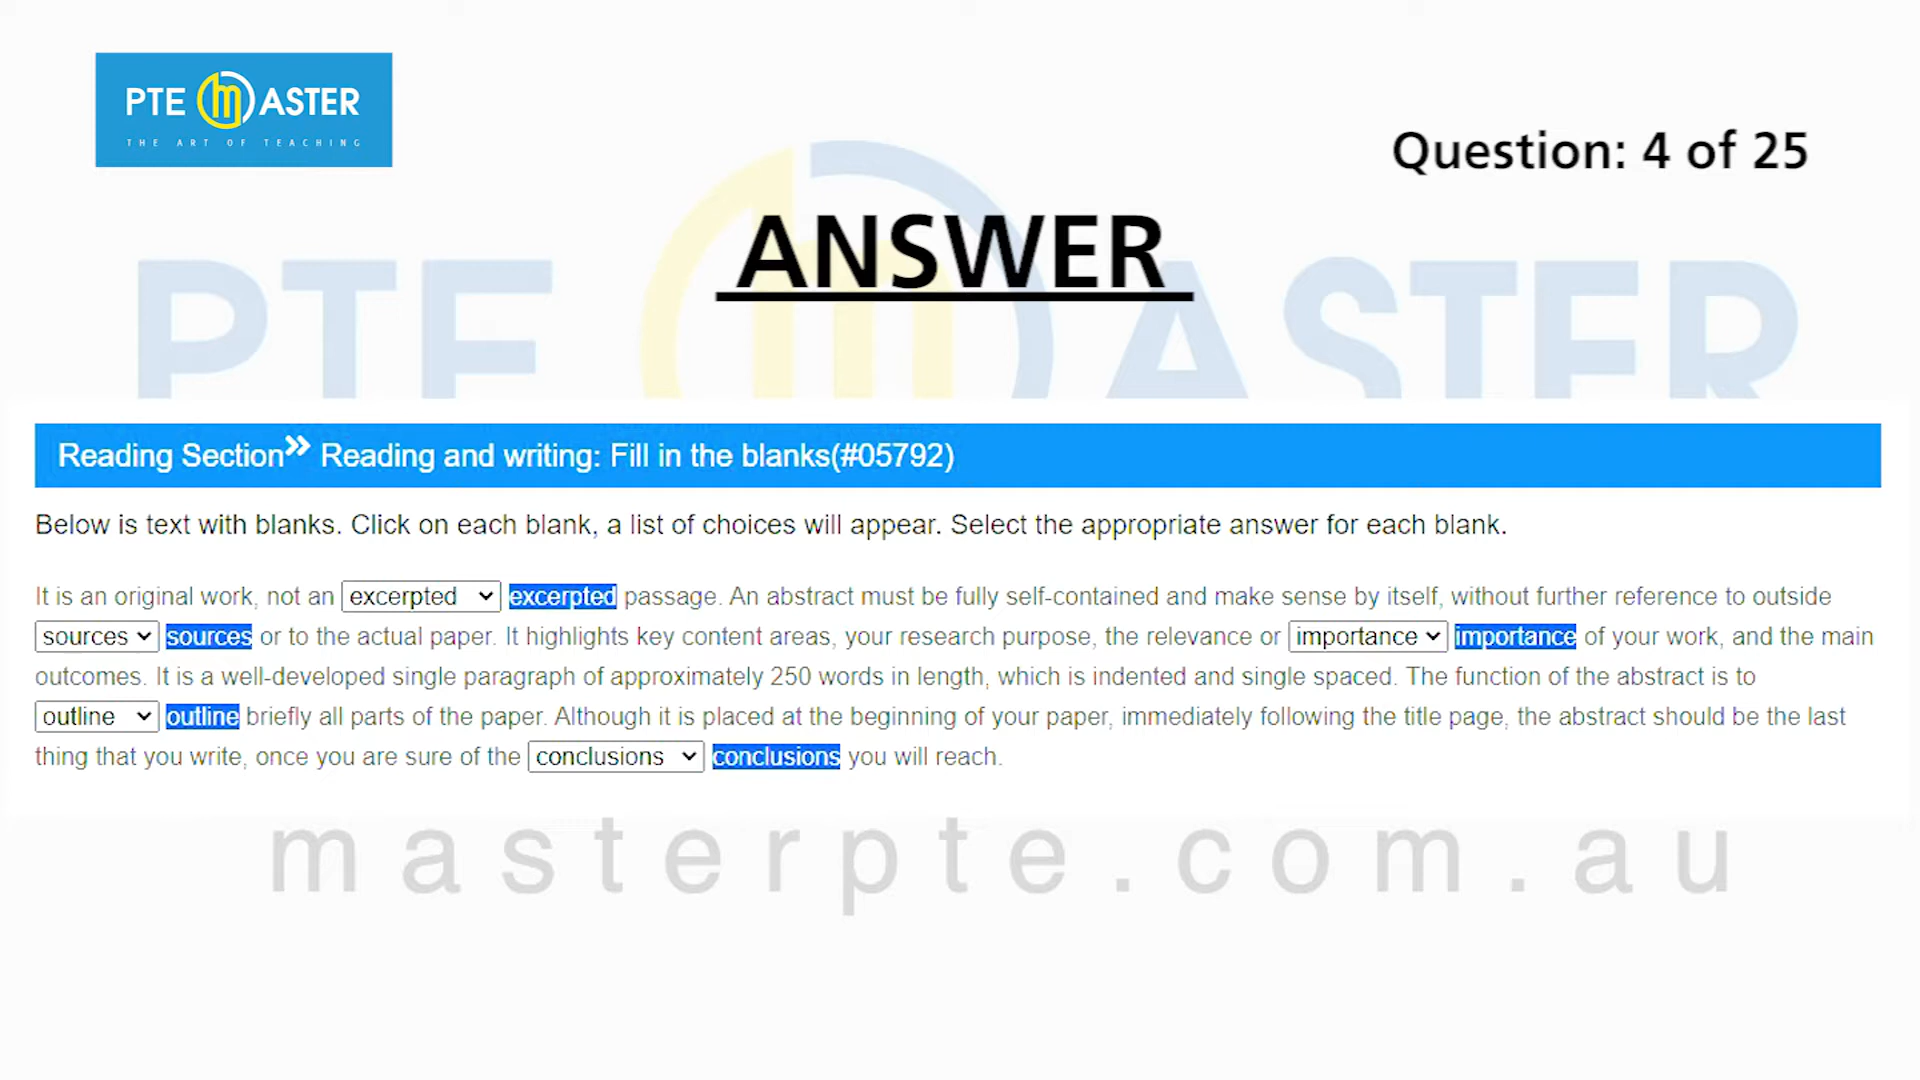 PTE MASTER
THE ART OF TEACHING
Question: 4 of 25
ANSWER
PTE MASTER
Reading Section» Reading and writing: Fill in the blanks(#05792)
Below is text with blanks. Click on each blank, a list of choices will appear. Select the appropriate answer for each blank.
It is an original work, not an excerpted excerpted passage. An abstract must be fully self-contained and make sense by itself, without further reference to outside
sources sources or to the actual paper. It highlights key content areas, your research purpose, the relevance or importance importance of your work, and the main
outcomes. It is a well-developed single paragraph of approximately 250 words in length, which is indented and single spaced. The function of the abstract is to
outline outline briefly all parts of the paper. Although it is placed at the beginning of your paper, immediately following the title page, the abstract should be the last
thing that you write, once you are sure of the conclusions conclusions you will reach.
masterpte.com.au